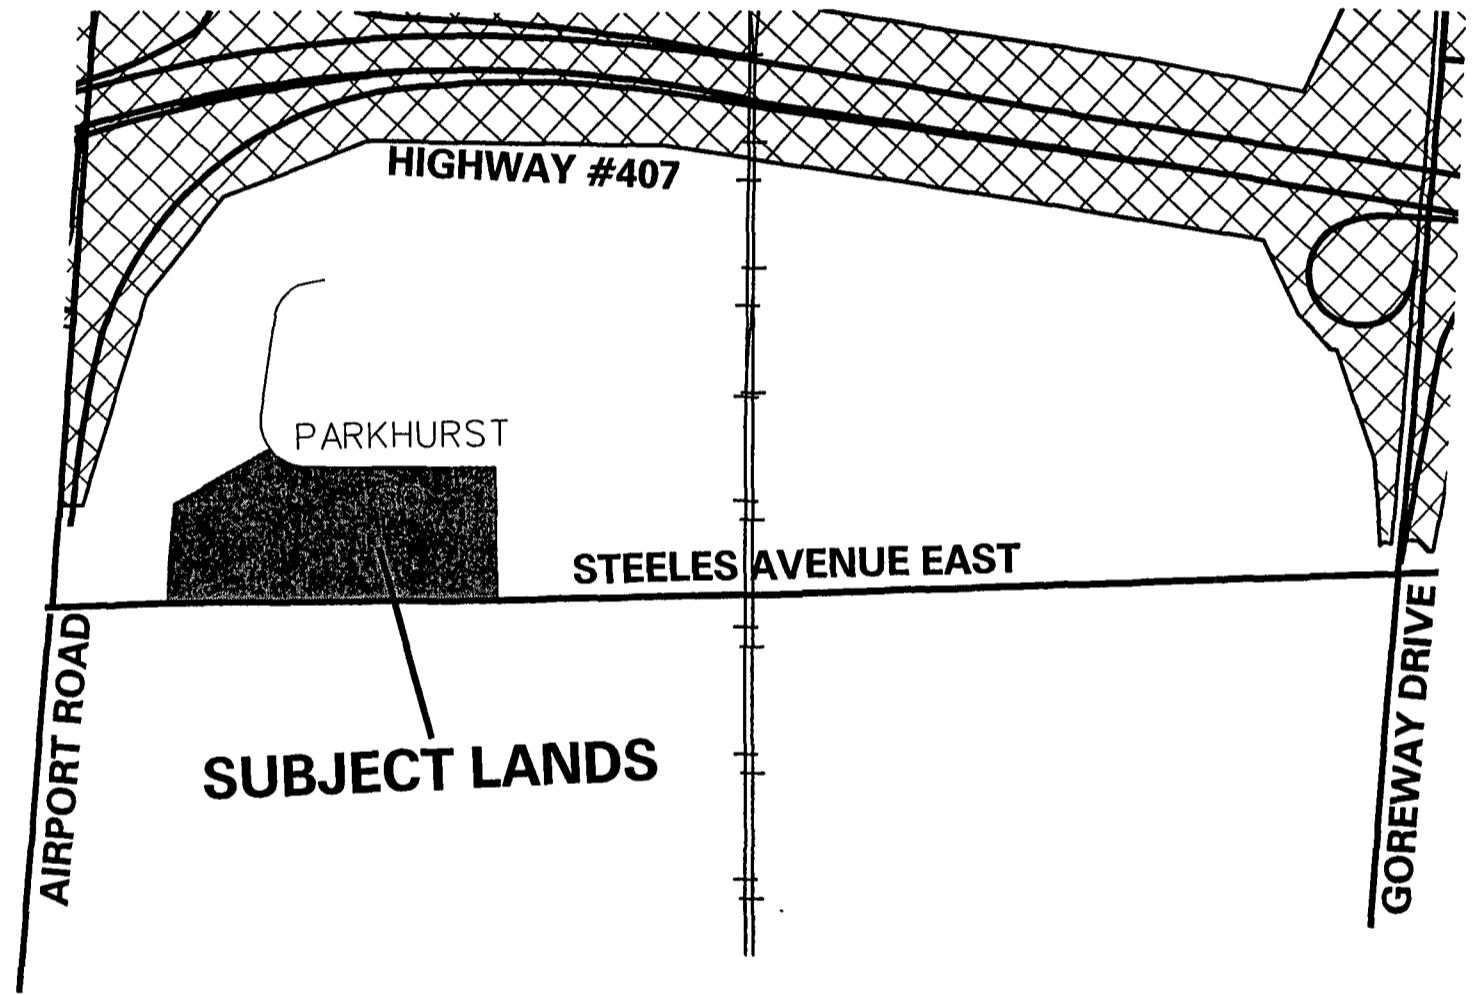 HIGHWAY #407
PARKHURST
STEELES AVENUE EAST
AIRPORT ROAD
SUBJECT LANDS
GOREWAY DRIVE